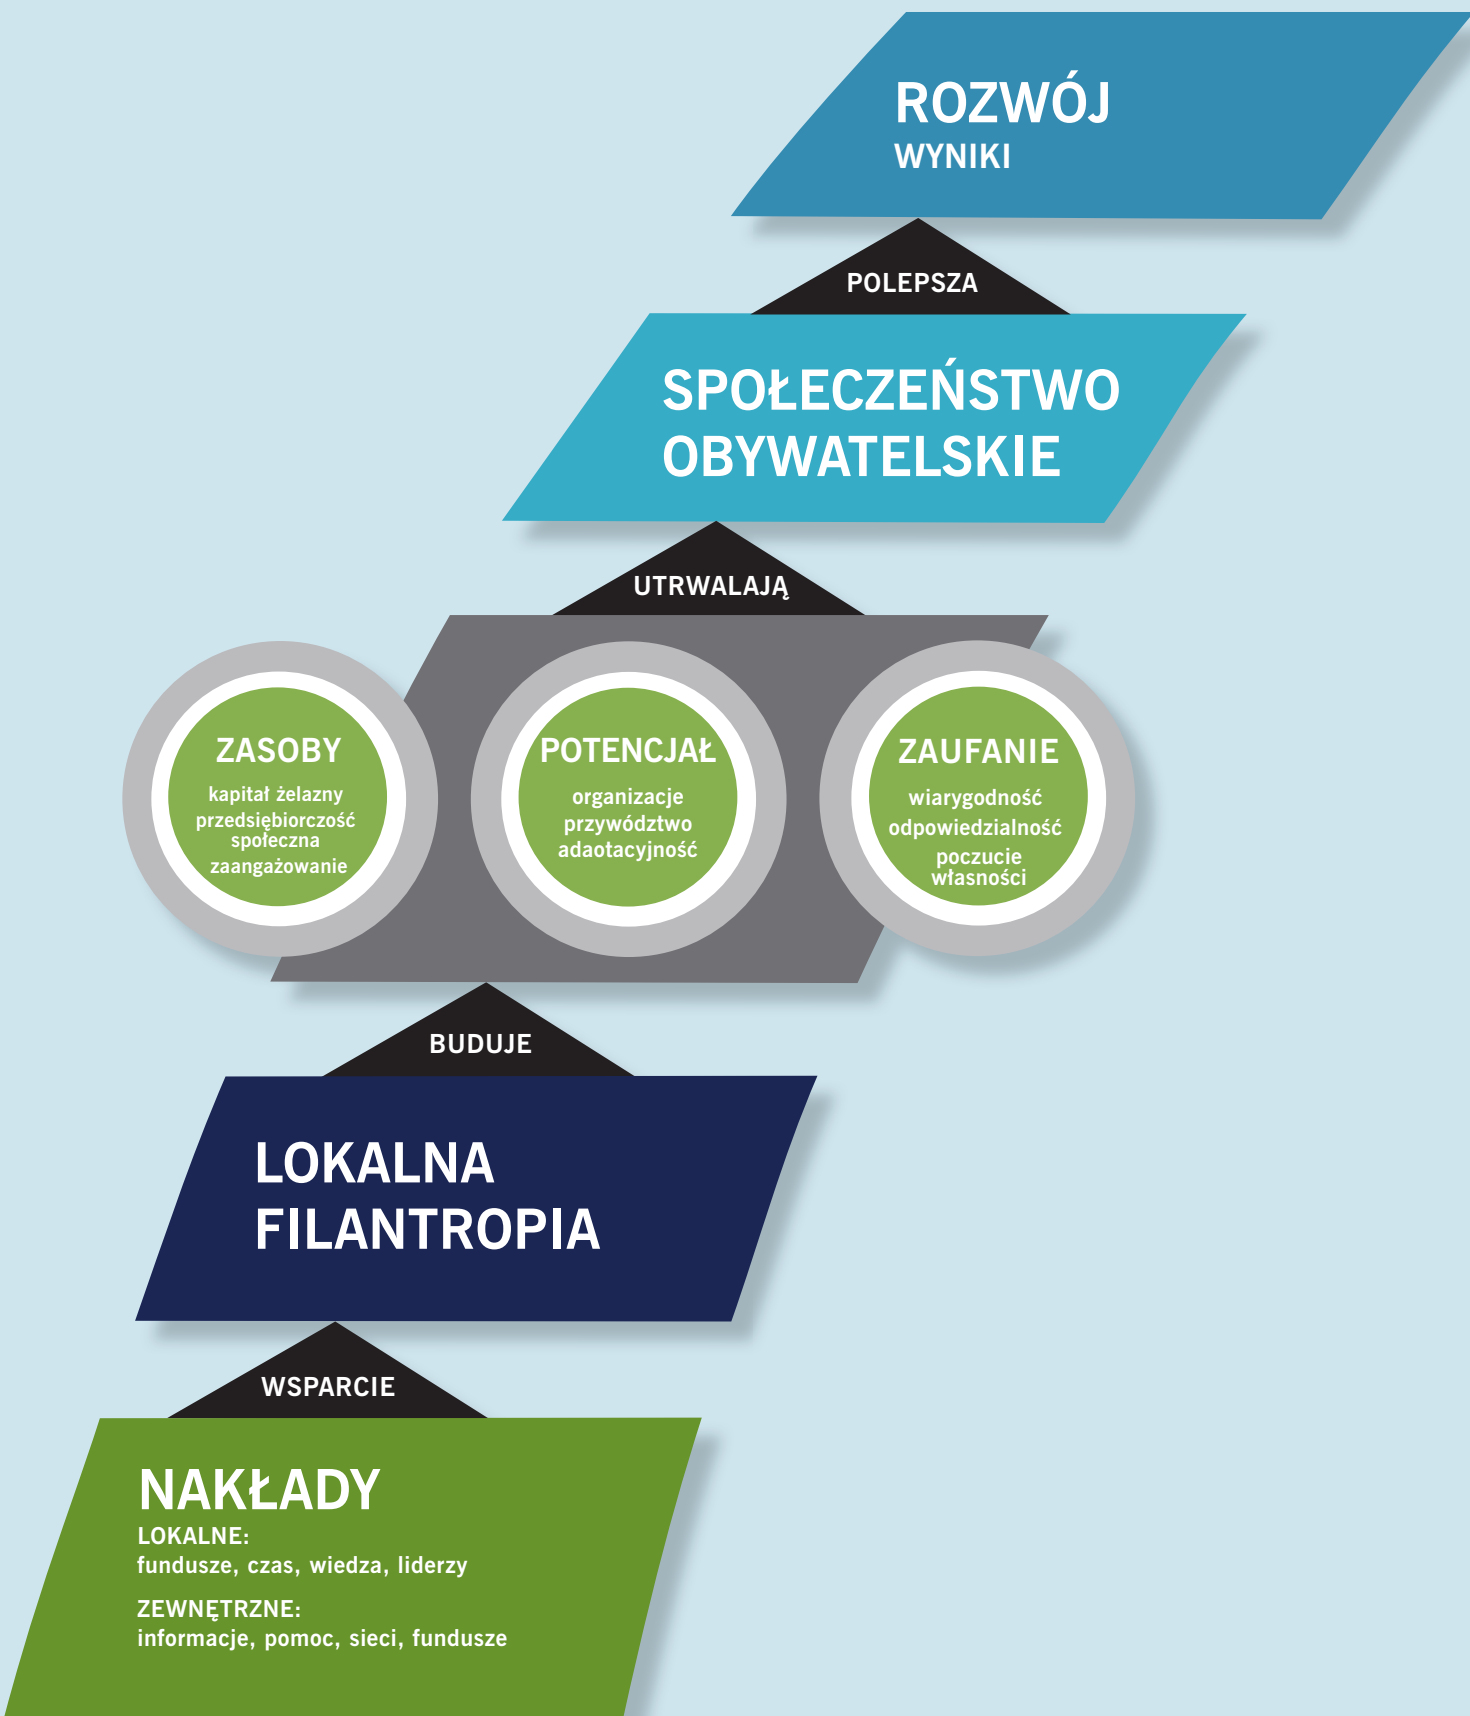 ROZWÓJ
WYNIKI
POLEPSZA
SPOŁECZEŃSTWO
OBYWATELSKIE
UTRWALAJĄ
ZASOBY
kapitał żelazny
przedsiębiorczość
społeczna
zaangażowanie
POTENCJAŁ
organizacje
przywództwo
adaotacyjność
ZAUFANIE
wiarygodność
odpowiedzialność
poczucie
własności
BUDUJE
LOKALNA
FILANTROPIA
WSPARCIE
NAKŁADY
LOKALNE:
fundusze, czas, wiedza, liderzy
ZEWNĘTRZNE:
informacje, pomoc, sieci, fundusze